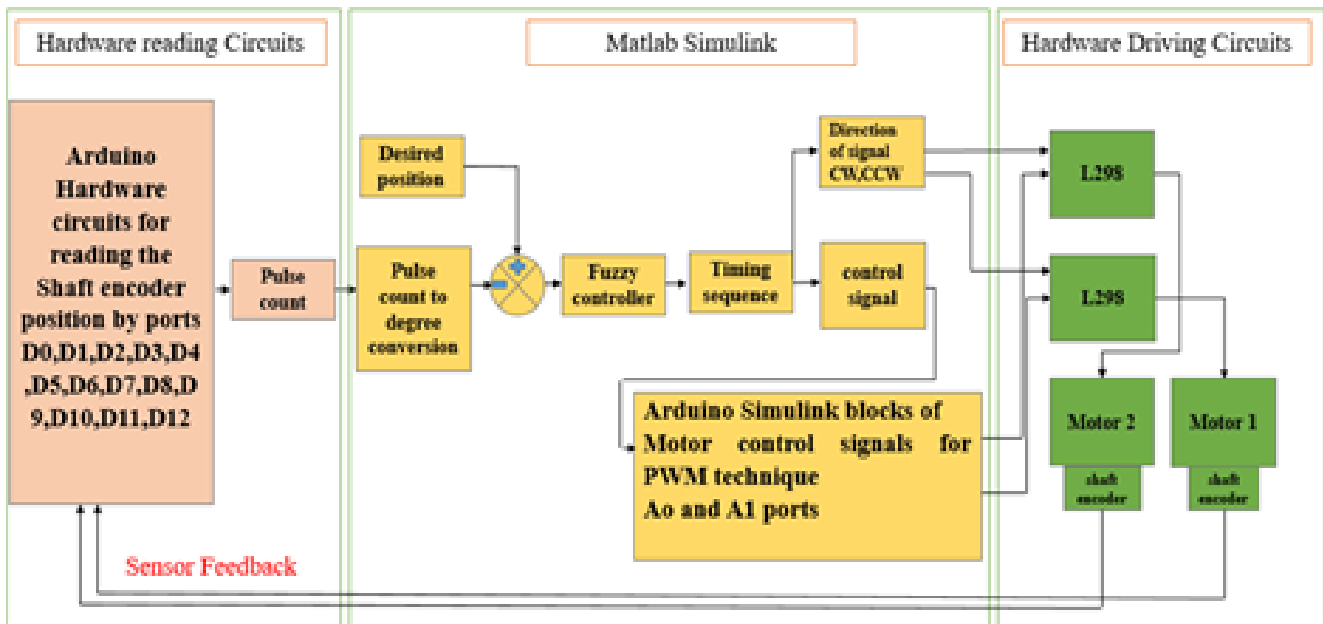 Hardware reading Circuits
Matlab Simulink
Hardware Driving Circuits
Arduino
Hardware
circuits for
reading the
Shaft encoder
position by ports
D0,D1,D2,D3,D4
,D5,D6,D7,D8,D
9,D10,D11,D12
Pulse
count
Desired
position
Pulse
count to
degree
conversion
Fuzzy
controller
Timing
sequence
Direction
of signal
CW,CCW
control
signal
Arduino Simulink blocks of
Motor control signals for
PWM technique
Ao and A1 ports
L298
L298
Motor 2
Motor 1
shaft
encoder
shaft
encoder
Sensor Feedback